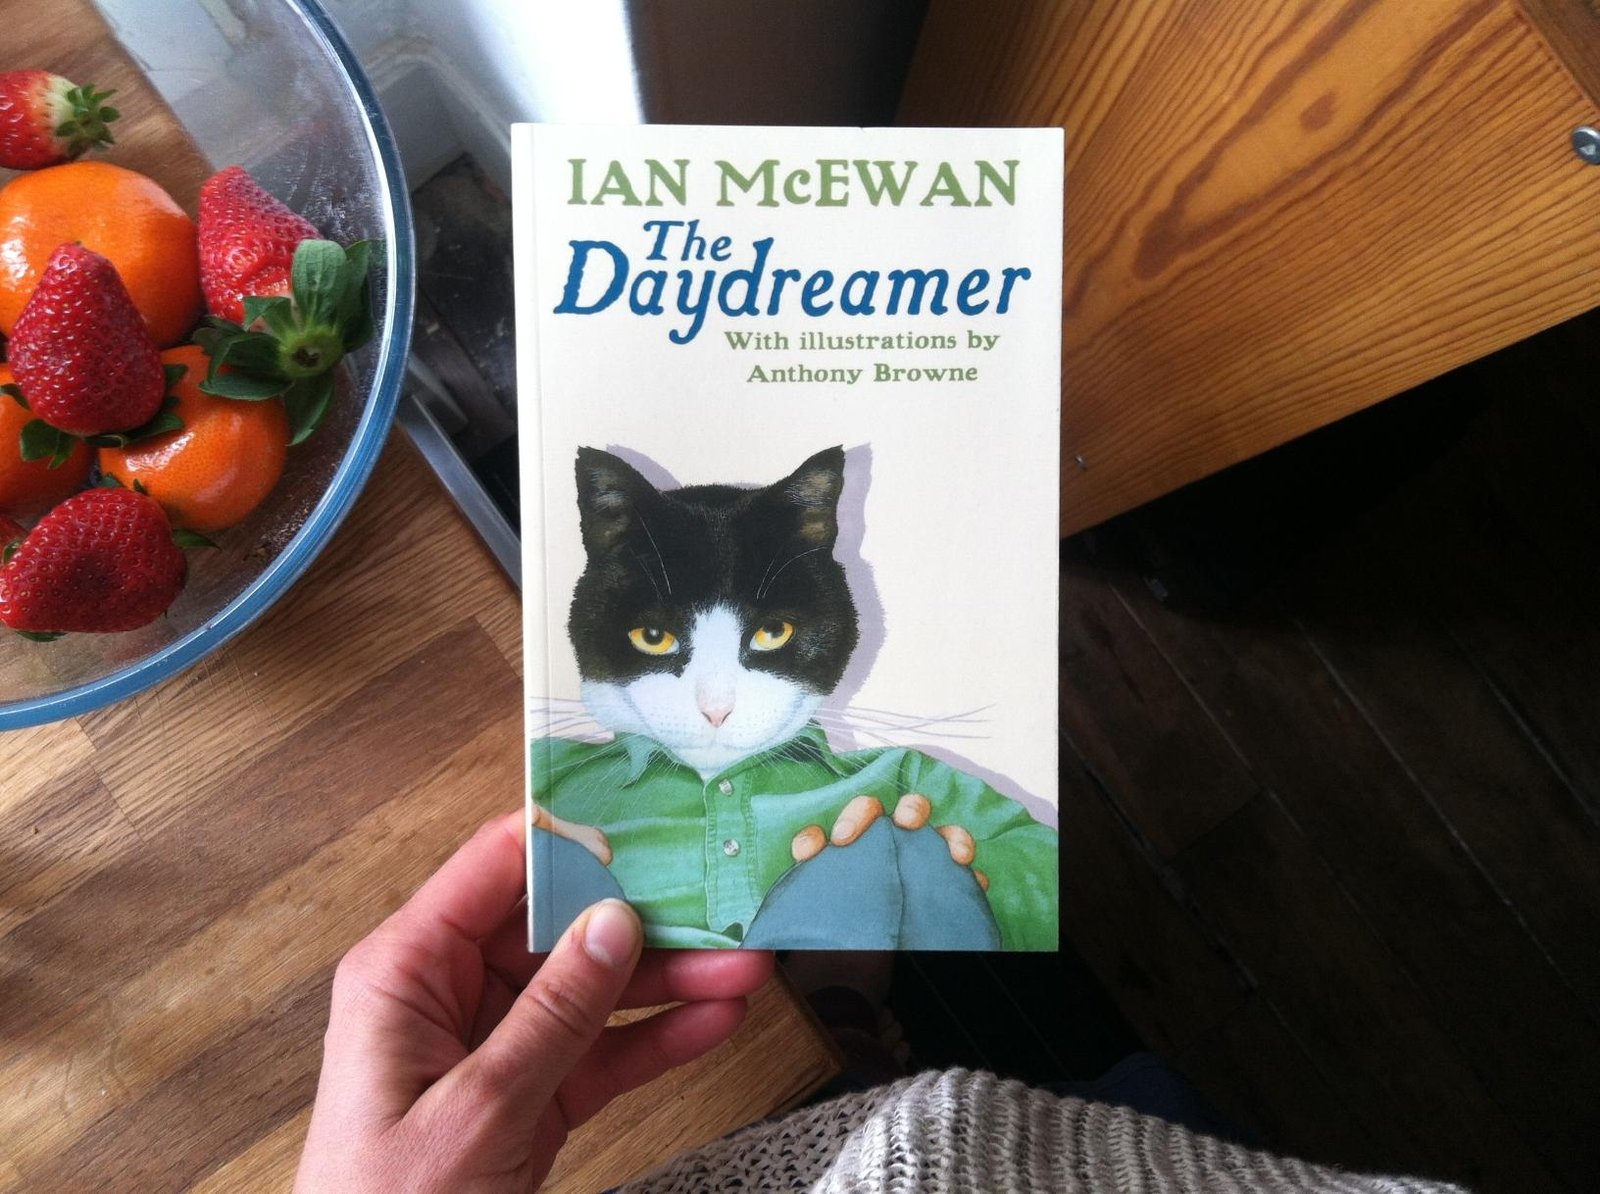 IAN McEWAN
The
Daydreamer
With illustrations by
Anthony Browne